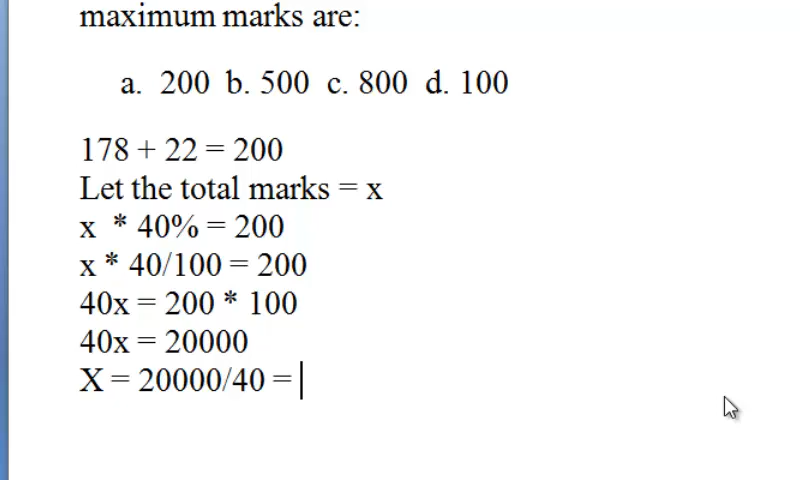 maximum marks are:
a. 200 b. 500 c. 800 d. 100
178 + 22 = 200
Let the total marks = x
x * 40% = 200
x * 40/100 = 200
40x = 200 * 100
40x = 20000
X = 20000/40 =